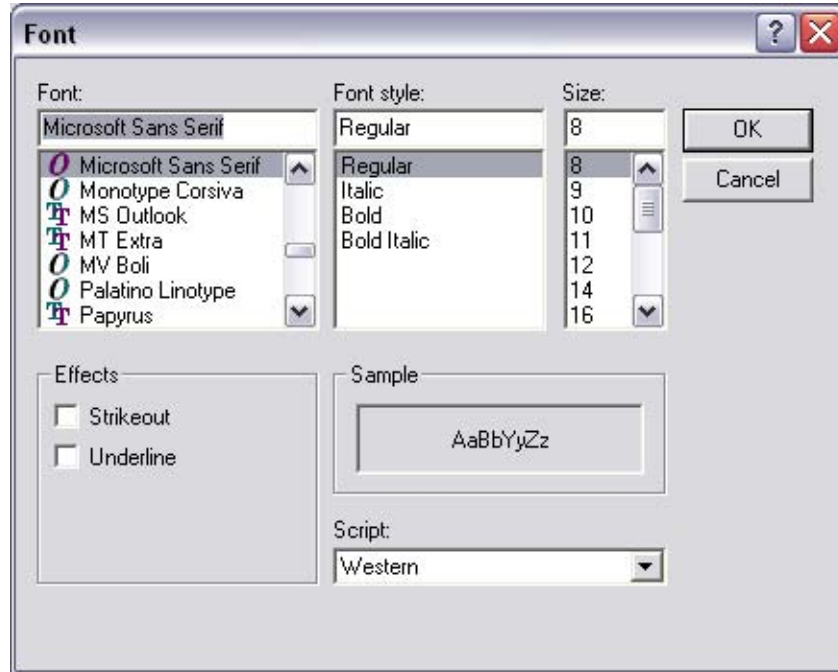 Font
?
Font:
Font style:
Size:
Microsoft Sans Serif
Regular
8
OK
Cancel
Microsoft Sans Serif
Monotype Corsiva
MS Outlook
MT Extra
MV Boli
Palatino Linotype
Papyrus
Regular
Italic
Bold
Bold Italic
8
9
10
11
12
14
16
Effects
Strikeout
Underline
Sample
AaBbYyZz
Script:
Western